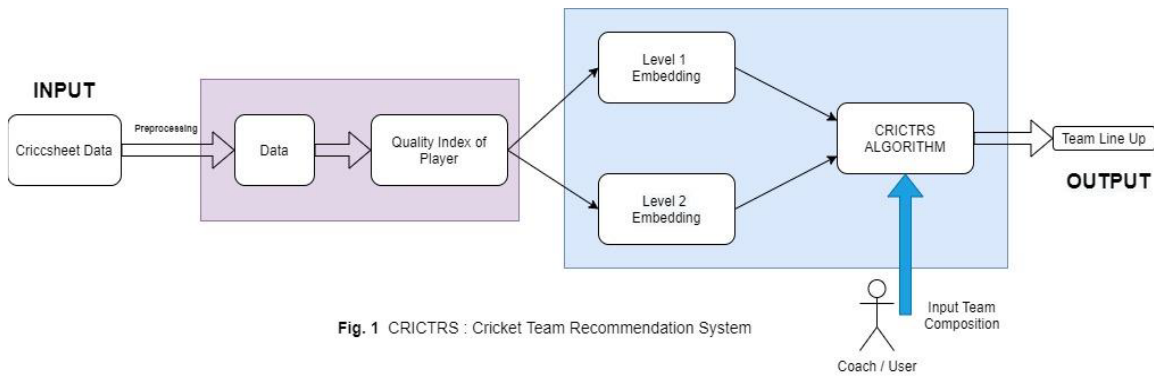 INPUT
Criccsheet Data
Preprocessing
Data
Quality Index of
Player
Level 1
Embedding
Level 2
Embedding
CRICTRS
ALGORITHM
Team Line Up
OUTPUT
Input Team
Composition
Coach / User
Fig. 1 CRICTRS : Cricket Team Recommendation System